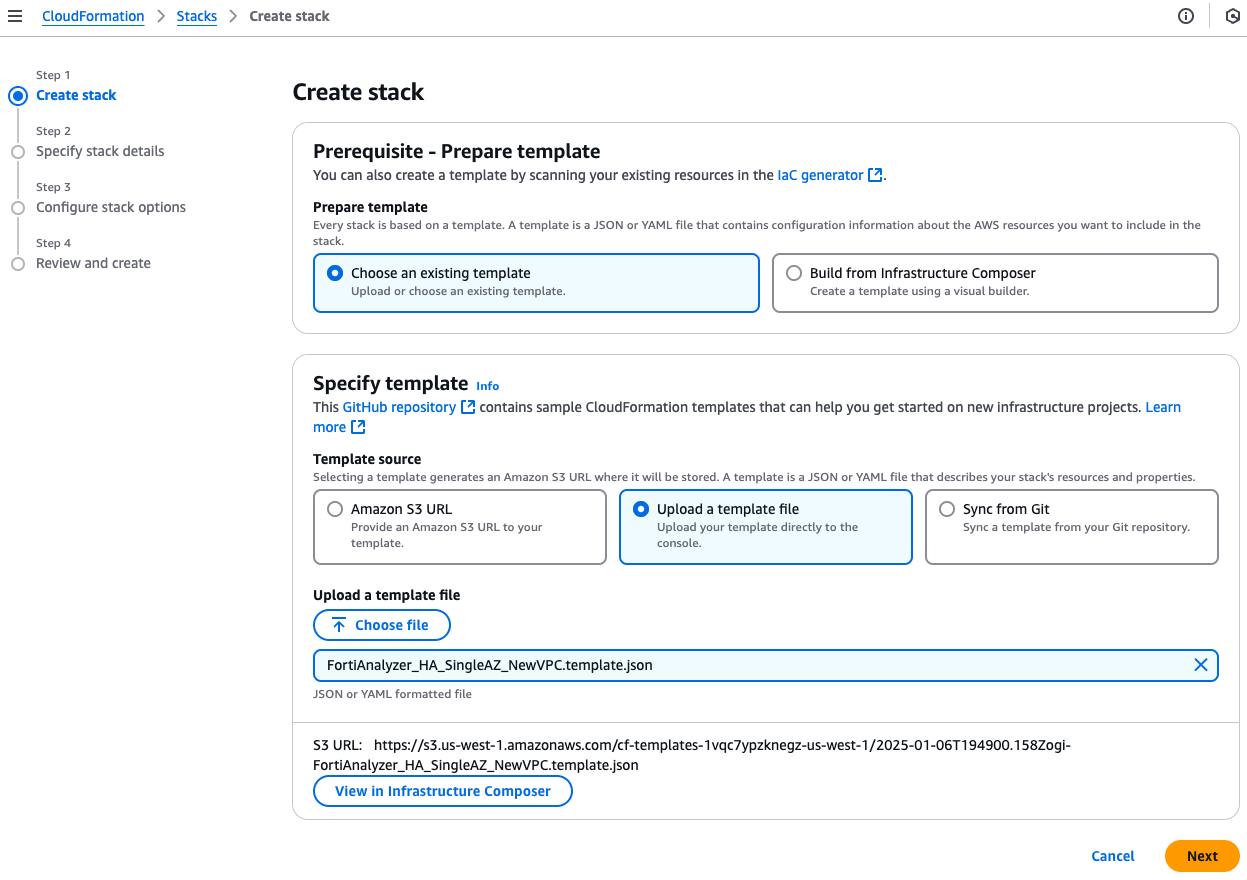 CloudFormation > Stacks > Create stack
Step 1
Create stack
Step 2
Specify stack details
Step 3
Configure stack options
Step 4
Review and create
Create stack
Prerequisite - Prepare template
You can also create a template by scanning your existing resources in the IaC generator.
Prepare template
Every stack is based on a template. A template is a JSON or YAML file that contains configuration information about the AWS resources you want to include in the
stack.
Choose an existing template
Upload or choose an existing template.
Build from Infrastructure Composer
Create a template using a visual builder.
Specify template Info
This GitHub repository contains sample CloudFormation templates that can help you get started on new infrastructure projects. Learn
more
Template source
Selecting a template generates an Amazon S3 URL where it will be stored. A template is a JSON or YAML file that describes your stack's resources and properties.
Amazon S3 URL
Provide an Amazon S3 URL to your
template.
Upload a template file
Upload your template directly to the
console.
Sync from Git
Sync a template from your Git repository.
Upload a template file
Choose file
FortiAnalyzer_HA_SingleAZ_NewVPC.template.json
JSON or YAML formatted file
S3 URL: https://s3.us-west-1.amazonaws.com/cf-templates-1vqc7ypzknegz-us-west-1/2025-01-06T194900.158Zogi-
FortiAnalyzer_HA_SingleAZ_NewVPC.template.json
View in Infrastructure Composer
Cancel
Next